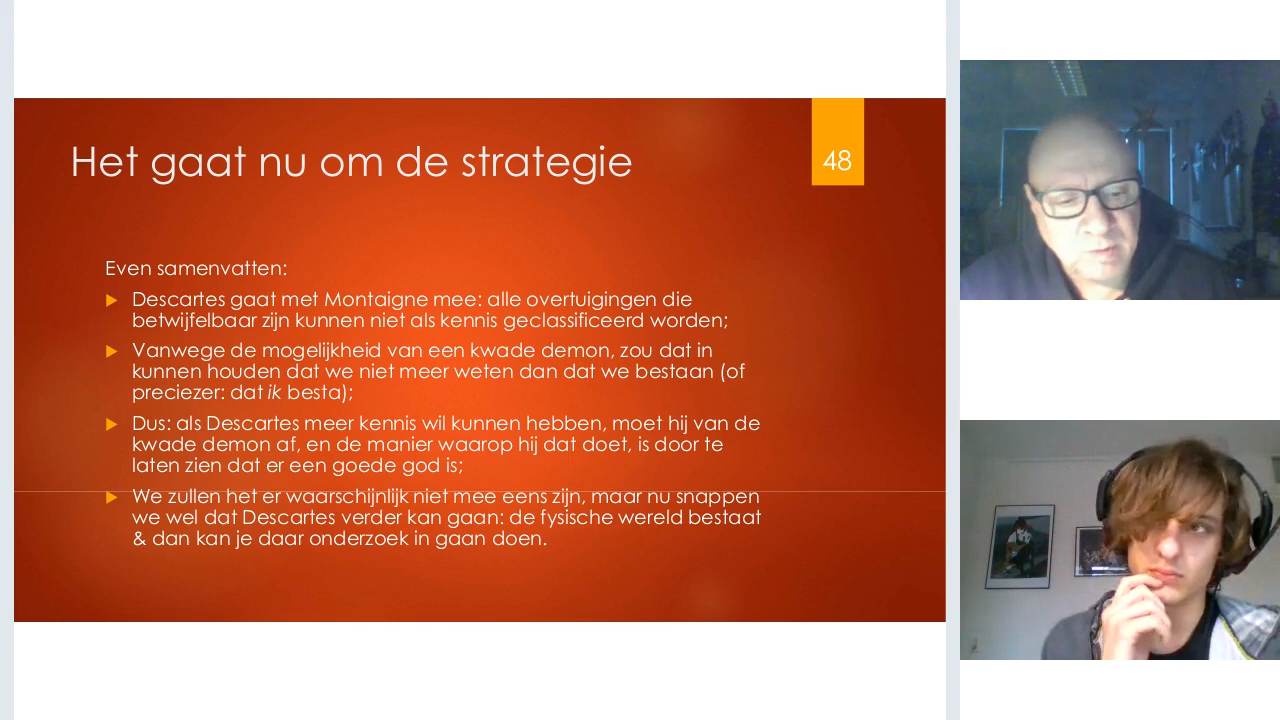 Het gaat nu om de strategie
48
Even samenvatten:
Descartes gaat met Montaigne mee: alle overtuigingen die
betwijfelbaar zijn kunnen niet als kennis geclassificeerd worden;
Vanwege de mogelijkheid van een kwade demon, zou dat in
kunnen houden dat we niet meer weten dan dat we bestaan (of
preciezer: dat ik besta);
Dus: als Descartes meer kennis wil kunnen hebben, moet hij van de
kwade demon af, en de manier waarop hij dat doet, is door te
laten zien dat er een goede god is;
We zullen het er waarschijnlijk niet mee eens zijn, maar nu snappen
we wel dat Descartes verder kan gaan: de fysische wereld bestaat
& dan kan je daar onderzoek in gaan doen.